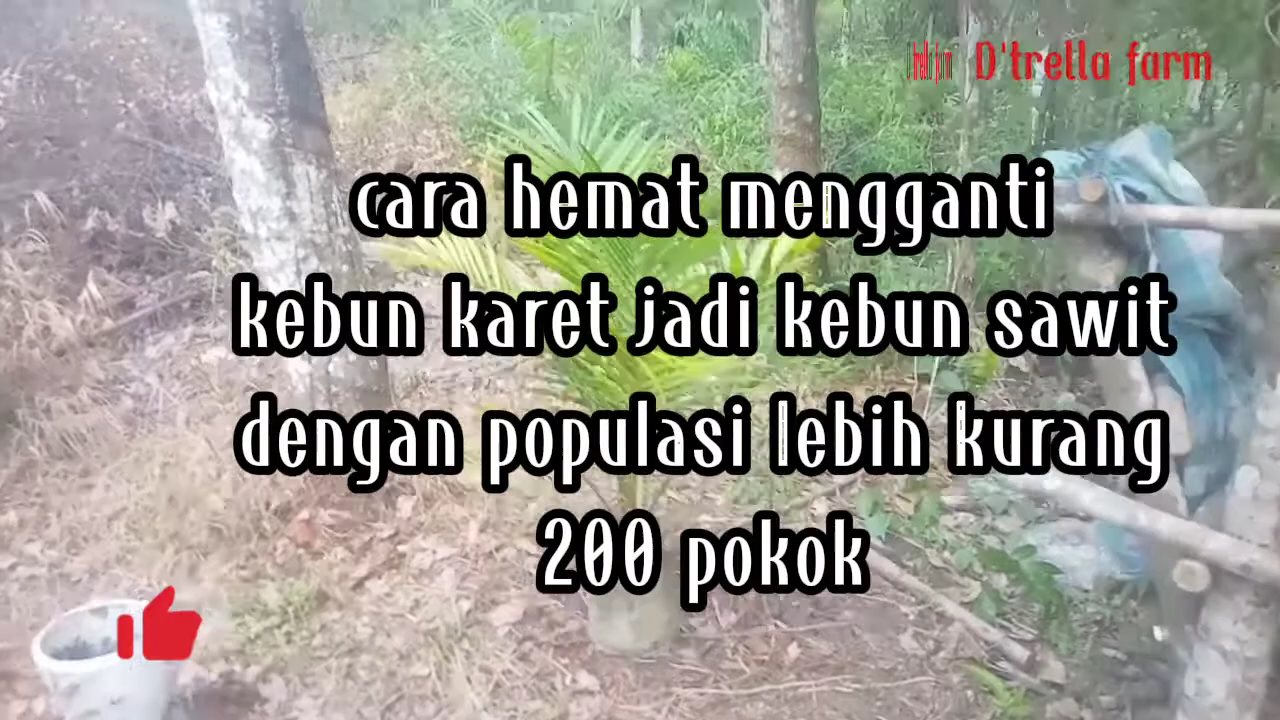 D'trella farm
cara hemat mengganti
kebun karet jadi kebun sawit
dengan populasi lebih kurang
200 pokok